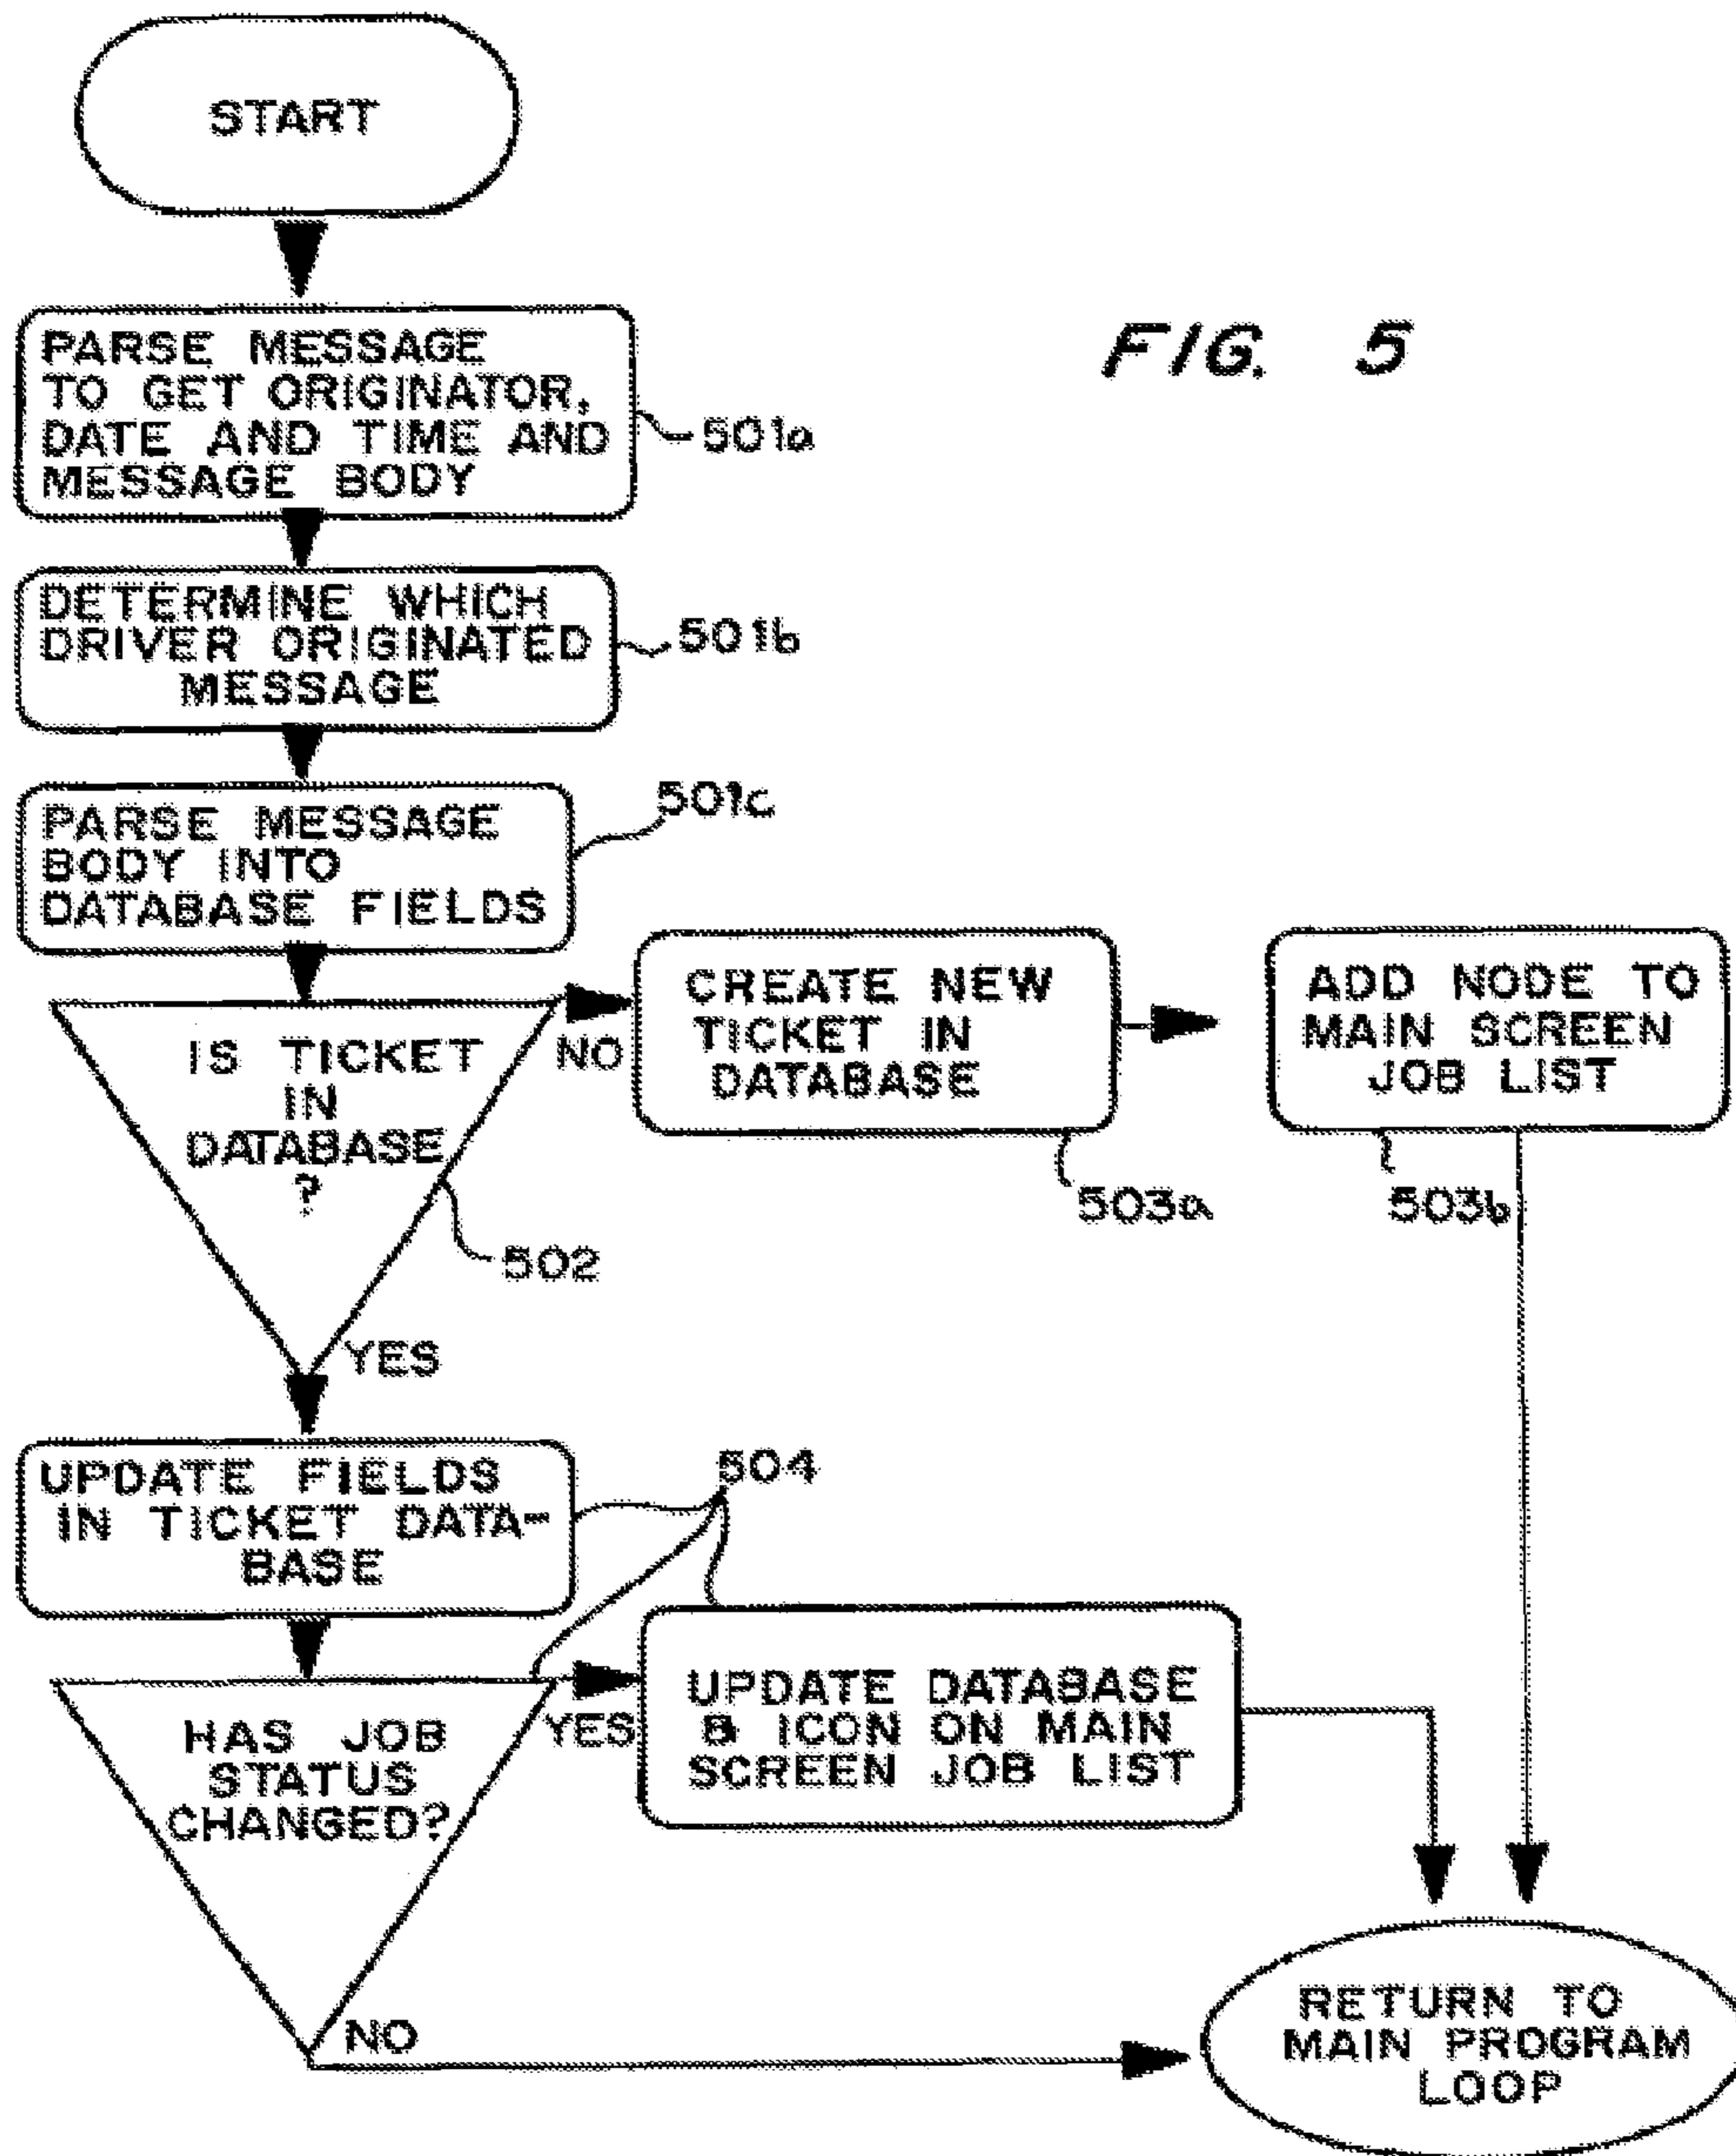 START
FIG. 5
PARSE MESSAGE
TO GET ORIGINATOR,
DATE AND TIME AND
MESSAGE BODY
501a
DETERMINE WHICH
DRIVER ORIGINATED
MESSAGE
501b
PARSE MESSAGE
BODY INTO
DATABASE FIELDS
501c
IS TICKET
IN
DATABASE
?
502
NO
CREATE NEW
TICKET IN
DATABASE
503a
ADD NODE TO
MAIN SCREEN
JOB LIST
503b
YES
UPDATE FIELDS
IN TICKET DATA-
BASE
504
HAS JOB
STATUS
CHANGED?
YES
UPDATE DATABASE
& ICON ON MAIN
SCREEN JOB LIST
NO
RETURN TO
MAIN PROGRAM
LOOP